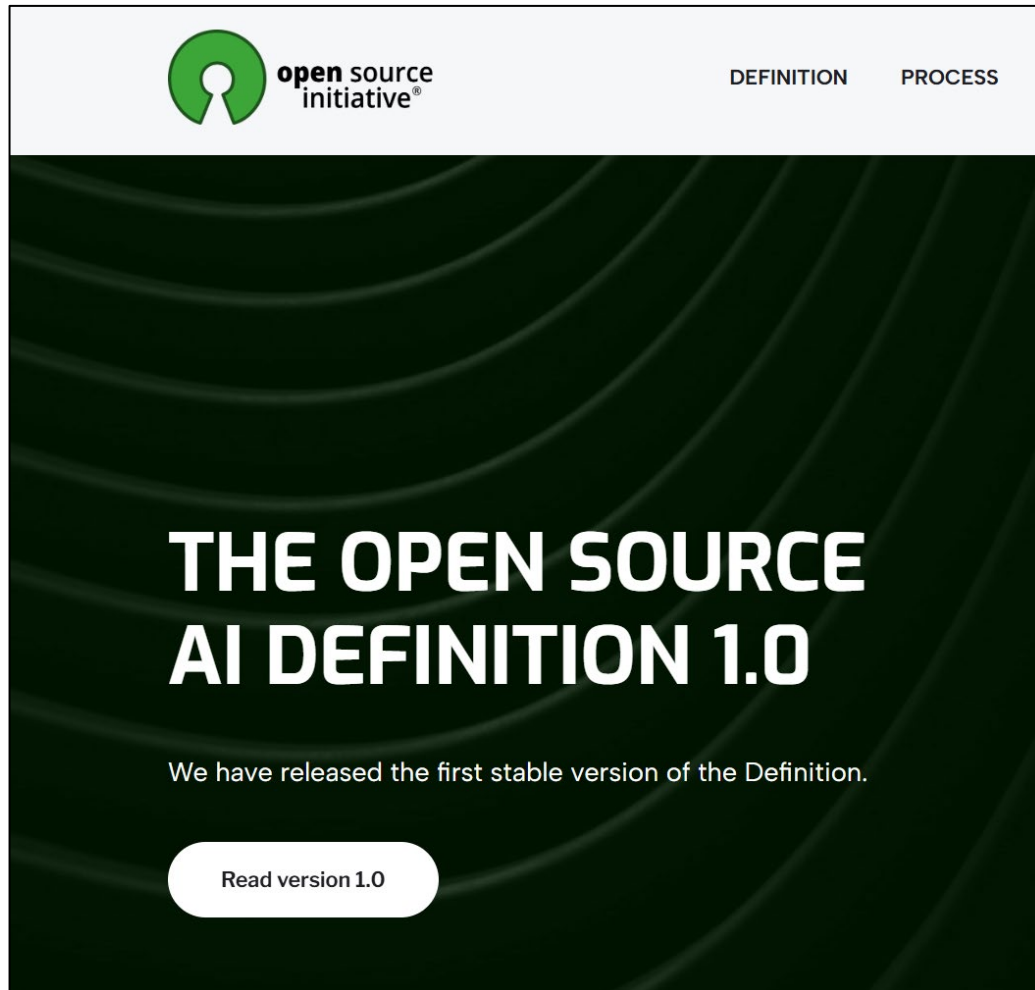 open source
initiative®
DEFINITION PROCESS
THE OPEN SOURCE
AI DEFINITION 1.0
We have released the first stable version of the Definition.
Read version 1.0